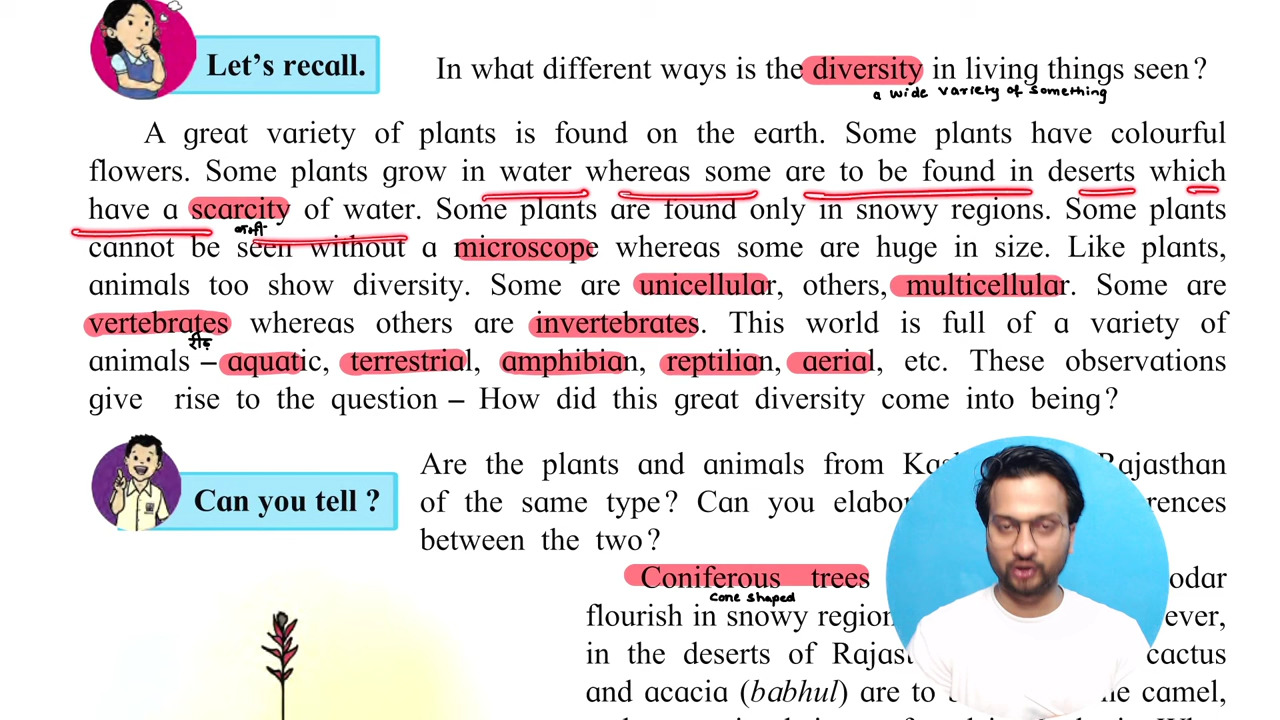 Let's recall.
In what different ways is the diversity in living things seen?
a wide variety of something
A great variety of plants is found on the earth. Some plants have colourful
flowers. Some plants grow in water whereas some are to be found in deserts which
have a scarcity of water. Some plants are found only in snowy regions. Some plants
कमी
cannot be seen without a microscope whereas some are huge in size. Like plants,
animals too show diversity. Some are unicellular, others, multicellular. Some are
vertebrates whereas others are invertebrates. This world is full of a variety of
रीढ़
animals – aquatic, terrestrial, amphibian, reptilian, aerial, etc. These observations
give rise to the question – How did this great diversity come into being?
Can you tell ?
Are the plants and animals from Rajasthan
of the same type? Can you
between the two?
Coniferous trees
cone shaped
flourish in snowy
in the deserts of cactus
and acacia (babhul) are to camel,